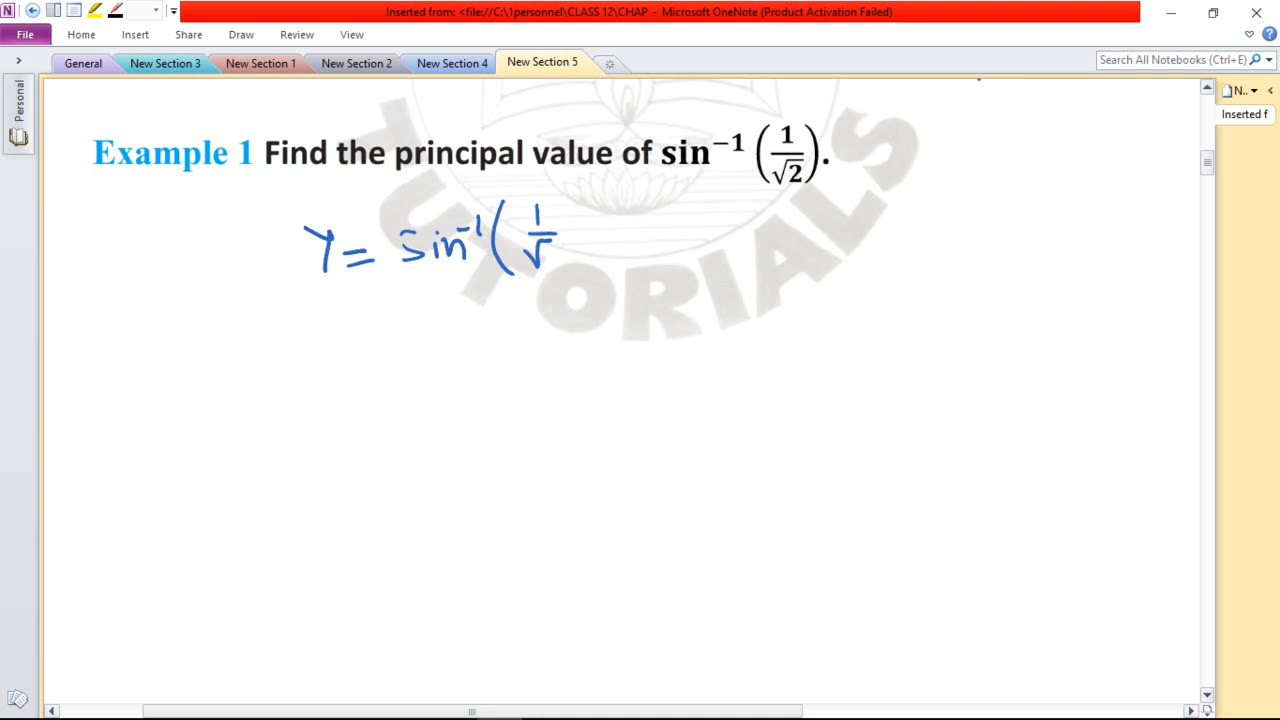 Inserted from: <file://C:\1personnel\CLASS 12\CHAP - Microsoft OneNote (Product Activation Failed)
File Home Insert Share Draw Review View
General New Section 3 New Section 1 New Section 2 New Section 4 New Section 5
Search All Notebooks (Ctrl+E)
N..
Personal
Inserted f
Example 1 Find the principal value of sin⁻¹ (1/√2).
Y = Sin⁻¹ ( 1/√
TUTORIALS